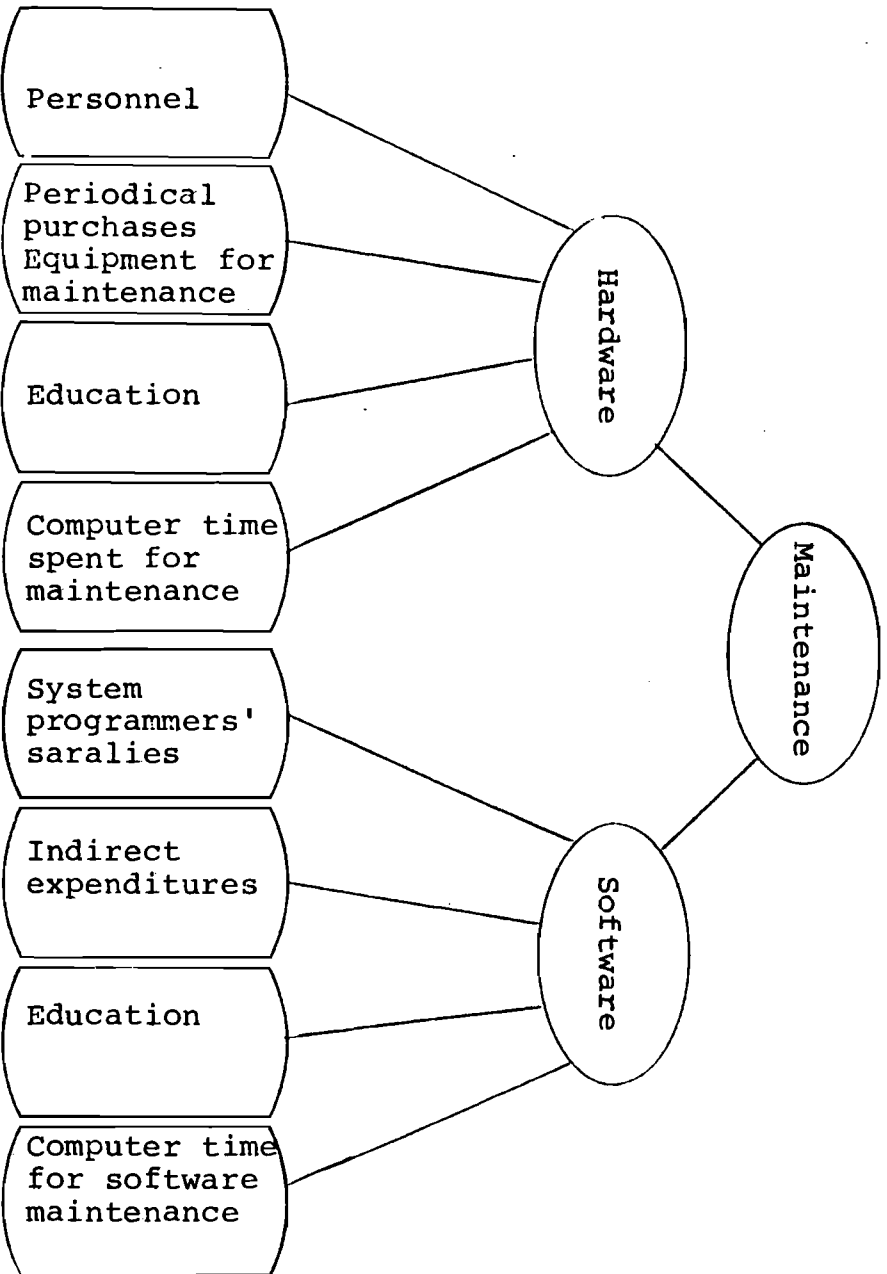 Personnel
Periodical
purchases
Equipment for
maintenance
Education
Computer time
spent for
maintenance
System
programmers'
saralies
Indirect
expenditures
Education
Computer time
for software
maintenance
Hardware
Software
Maintenance